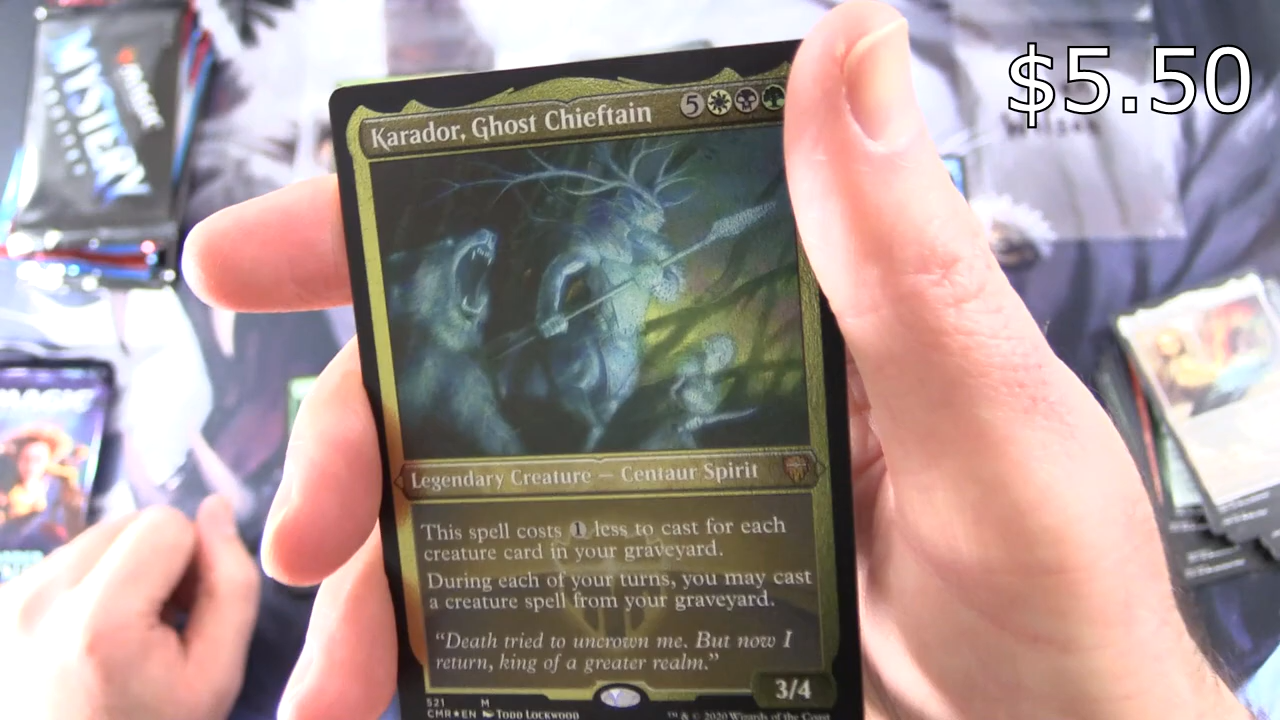 $5.50
MAGIC
MYSTERY
Karador, Ghost Chieftain 5
Legendary Creature — Centaur Spirit
This spell costs 1 less to cast for each
creature card in your graveyard.
During each of your turns, you may cast
a creature spell from your graveyard.
“Death tried to uncrown me. But now I
return, king of a greater realm.”
3/4
521 M
CMR★EN Todd Lockwood
™ & © 2020 Wizards of the Coast
MAGIC